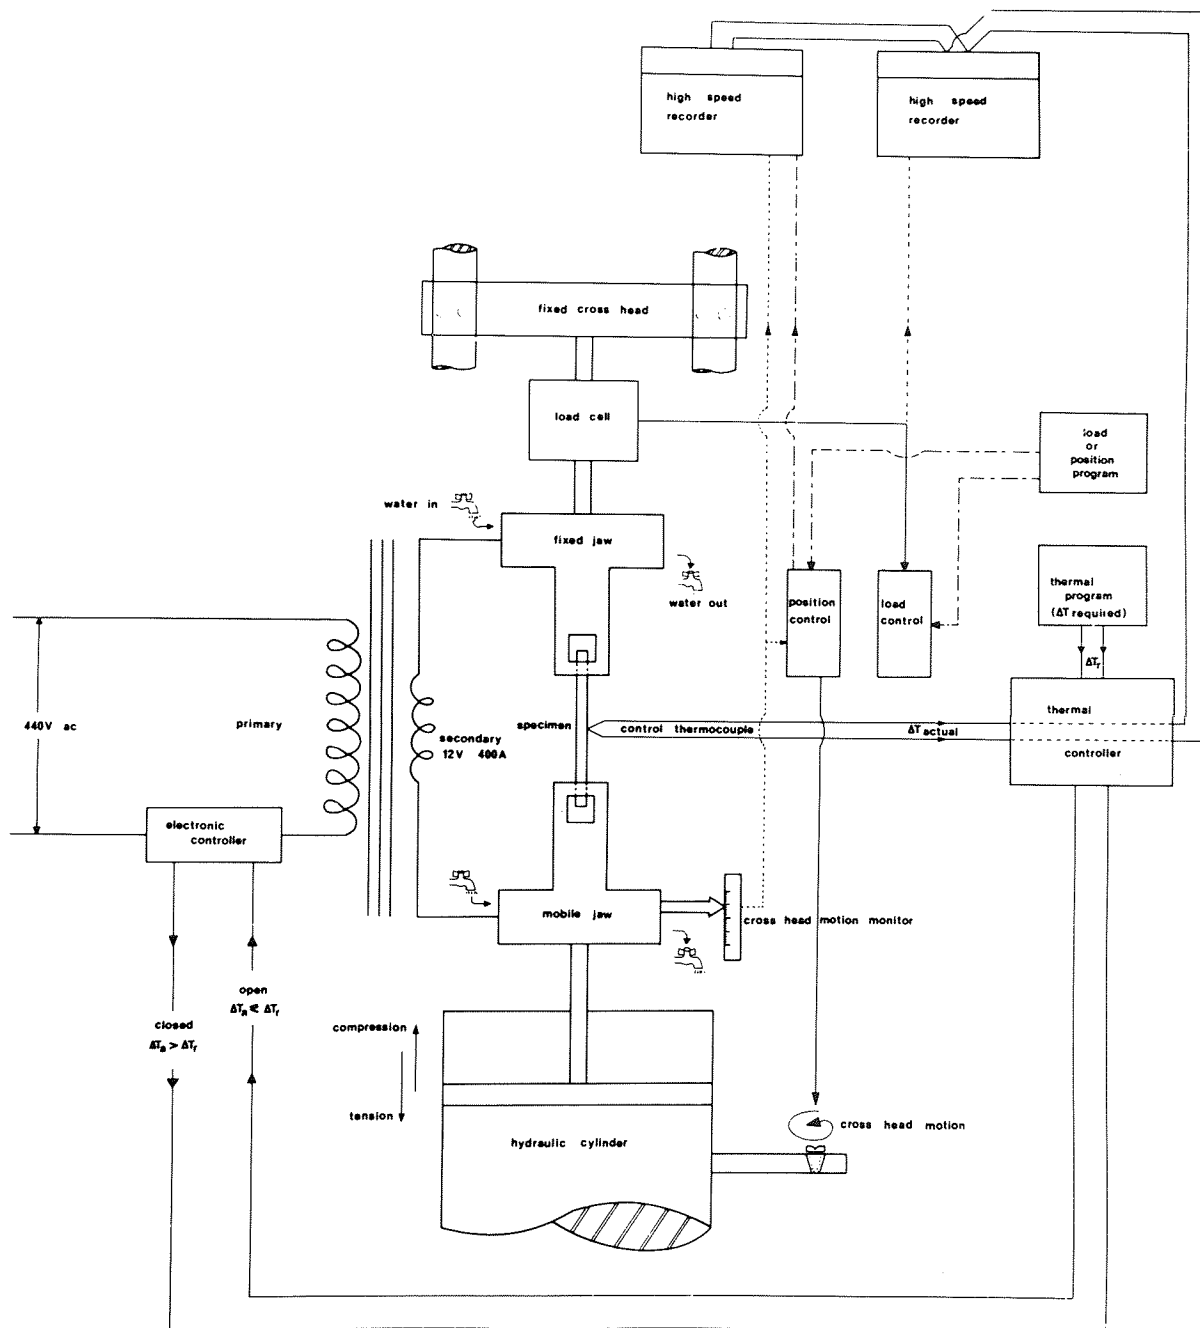 high speed
recorder
high speed
recorder
fixed cross head
load cell
load
or
position
program
water in
fixed jaw
water out
position
control
load
control
thermal
program
(ΔT required)
ΔTr
440V ac
primary
secondary
12V 400A
specimen
control thermocouple
ΔT actual
thermal
controller
electronic
controller
mobile jaw
cross head motion monitor
open
ΔTa ≤ ΔTr
closed
ΔTa > ΔTr
compression
tension
hydraulic cylinder
cross head motion